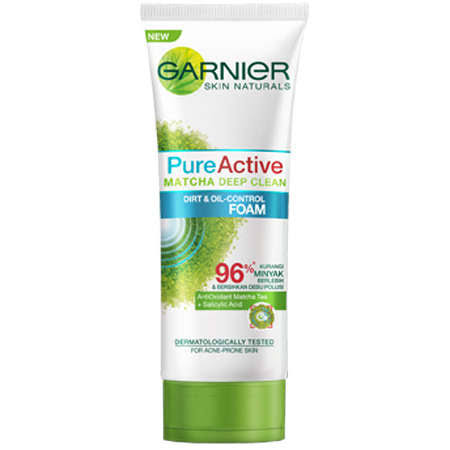 NEW
GARNIER
SKIN NATURALS
PureActive
MATCHA DEEP CLEAN
DIRT & OIL-CONTROL
FOAM
96%* KURANGI
MINYAK
BERLEBIH
& BERSIHKAN DEBU POLUSI
AntiOxidant Matcha Tea
+ Salicylic Acid
DERMATOLOGICALLY TESTED
FOR ACNE-PRONE SKIN